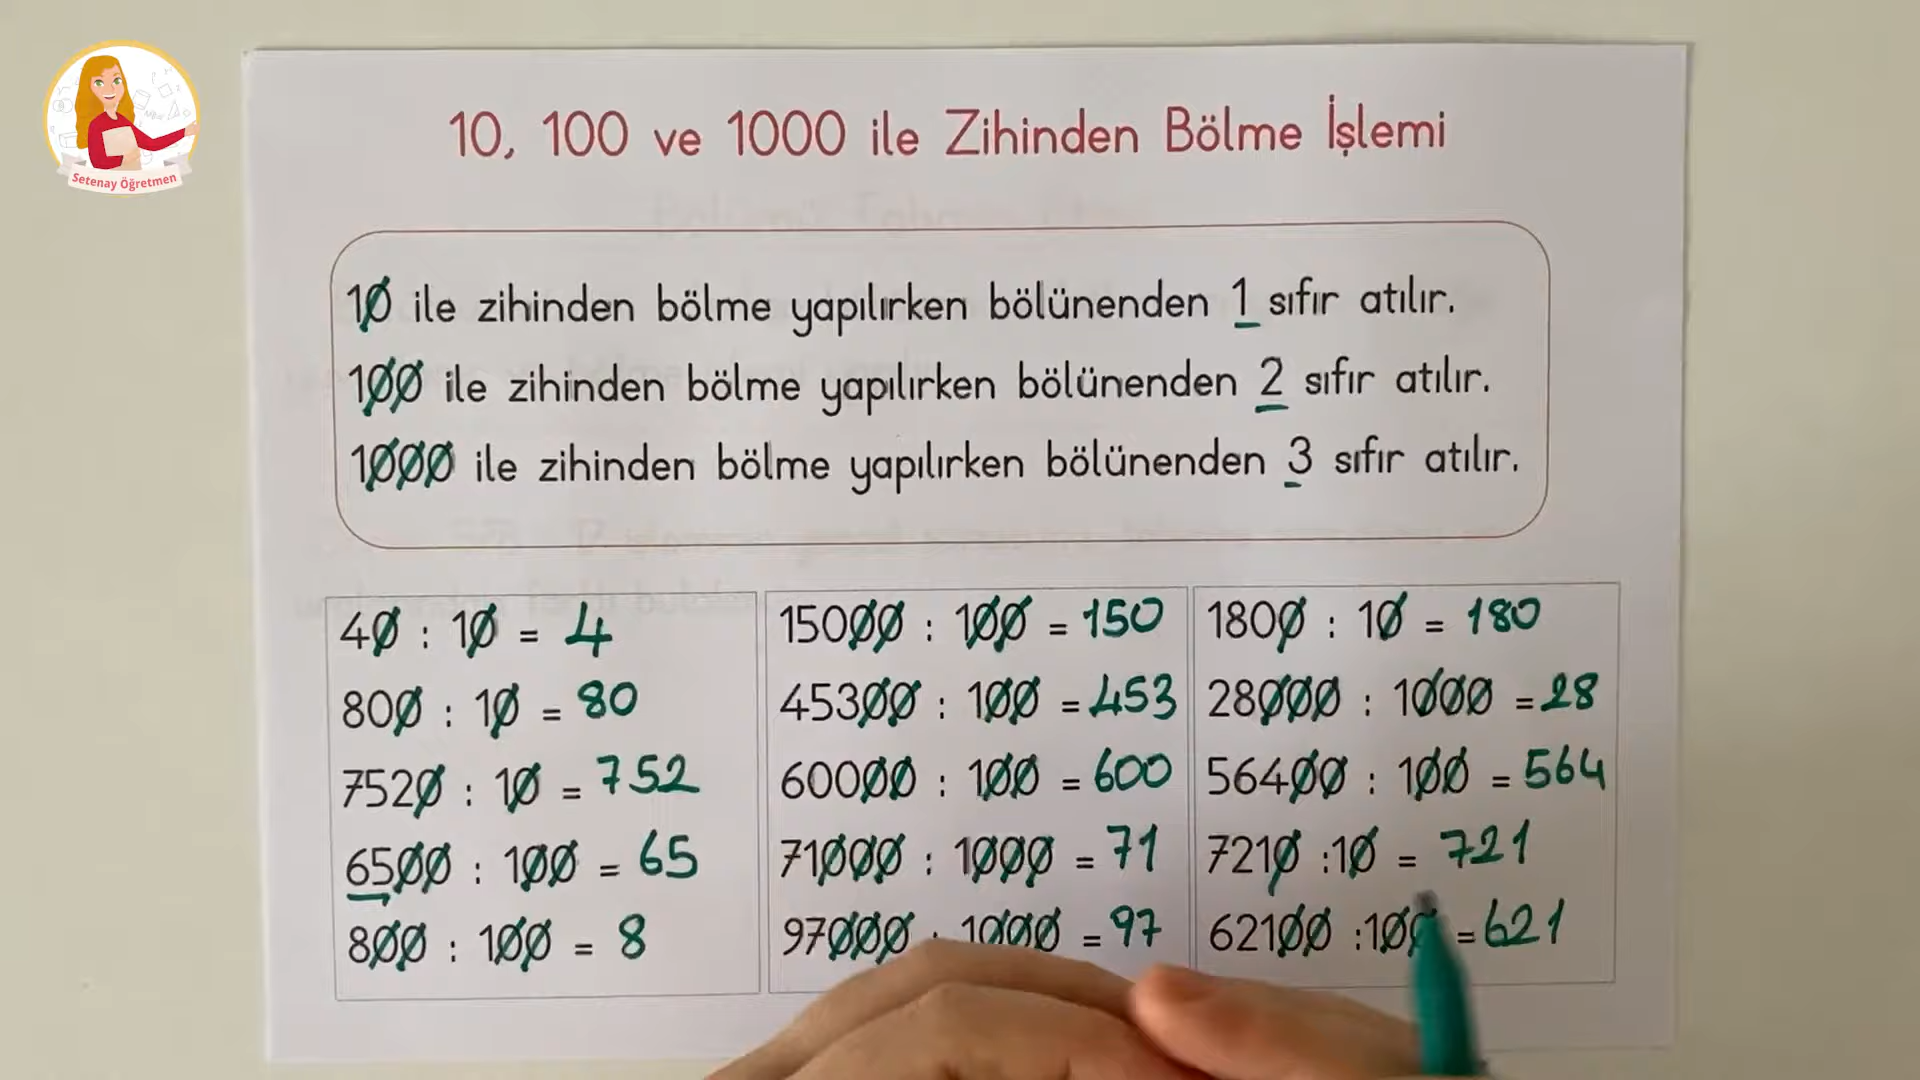 Setenay Öğretmen
10, 100 ve 1000 ile Zihinden Bölme İşlemi
10 ile zihinden bölme yapılırken bölünenden 1 sıfır atılır.
100 ile zihinden bölme yapılırken bölünenden 2 sıfır atılır.
1000 ile zihinden bölme yapılırken bölünenden 3 sıfır atılır.
40 : 10 = 4
800 : 10 = 80
7520 : 10 = 752
6500 : 100 = 65
800 : 100 = 8
15000 : 100 = 150
45300 : 100 = 453
60000 : 100 = 600
71000 : 1000 = 71
97000 : 1000 = 97
1800 : 10 = 180
28000 : 1000 = 28
56400 : 100 = 564
7210 :10 = 721
62100 :100 = 621